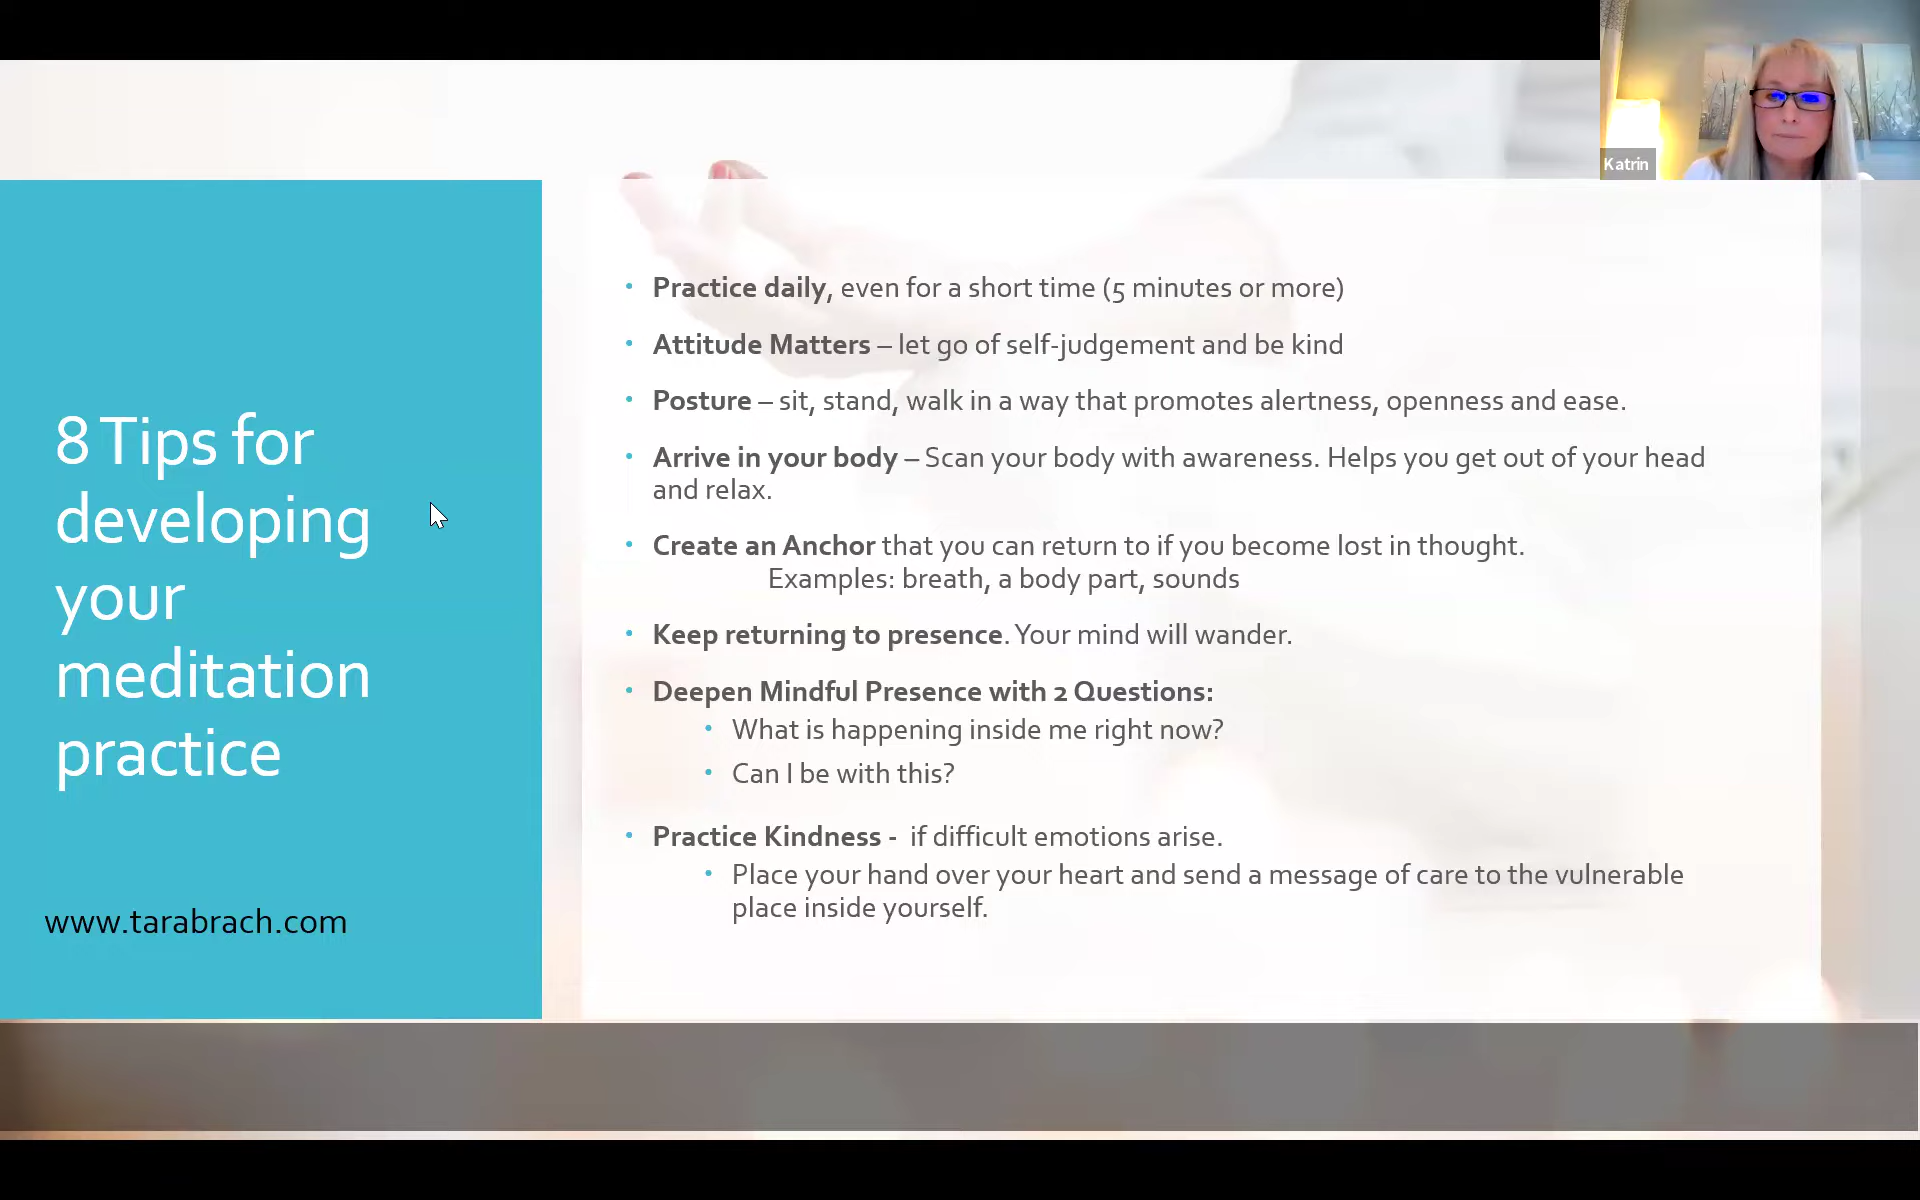 Katrin
8 Tips for
developing
your
meditation
practice
www.tarabrach.com
• Practice daily, even for a short time (5 minutes or more)
• Attitude Matters – let go of self-judgement and be kind
• Posture – sit, stand, walk in a way that promotes alertness, openness and ease.
• Arrive in your body – Scan your body with awareness. Helps you get out of your head
and relax.
• Create an Anchor that you can return to if you become lost in thought.
Examples: breath, a body part, sounds
• Keep returning to presence. Your mind will wander.
• Deepen Mindful Presence with 2 Questions:
• What is happening inside me right now?
• Can I be with this?
• Practice Kindness - if difficult emotions arise.
• Place your hand over your heart and send a message of care to the vulnerable
place inside yourself.